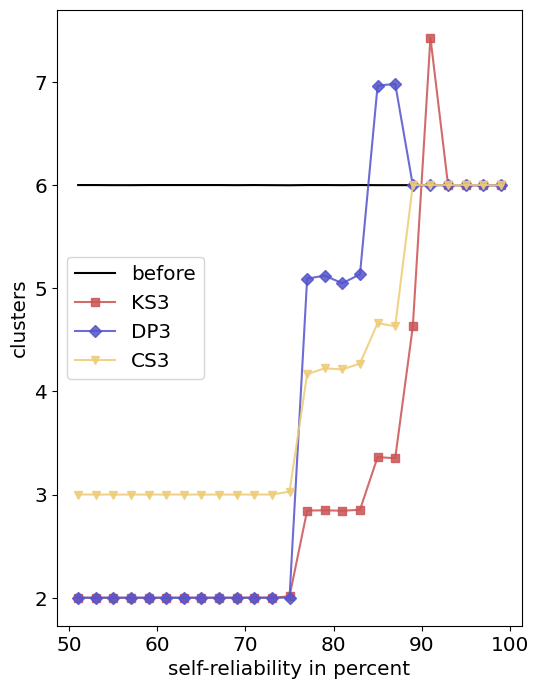 7
6
5
4
3
2
clusters
before
KS3
DP3
CS3
50 60 70 80 90 100
self-reliability in percent